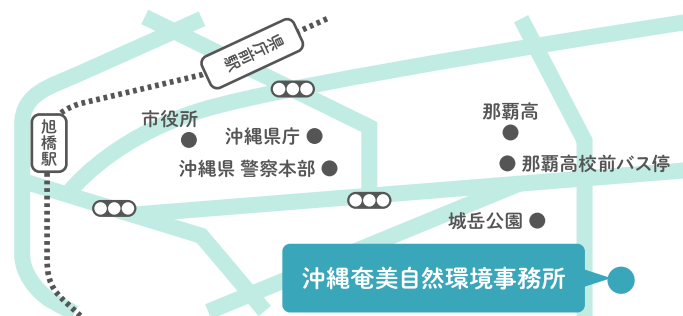 県庁前駅
旭橋駅
市役所
沖縄県庁
沖縄県 警察本部
那覇高
那覇高校前バス停
城岳公園
沖縄奄美自然環境事務所